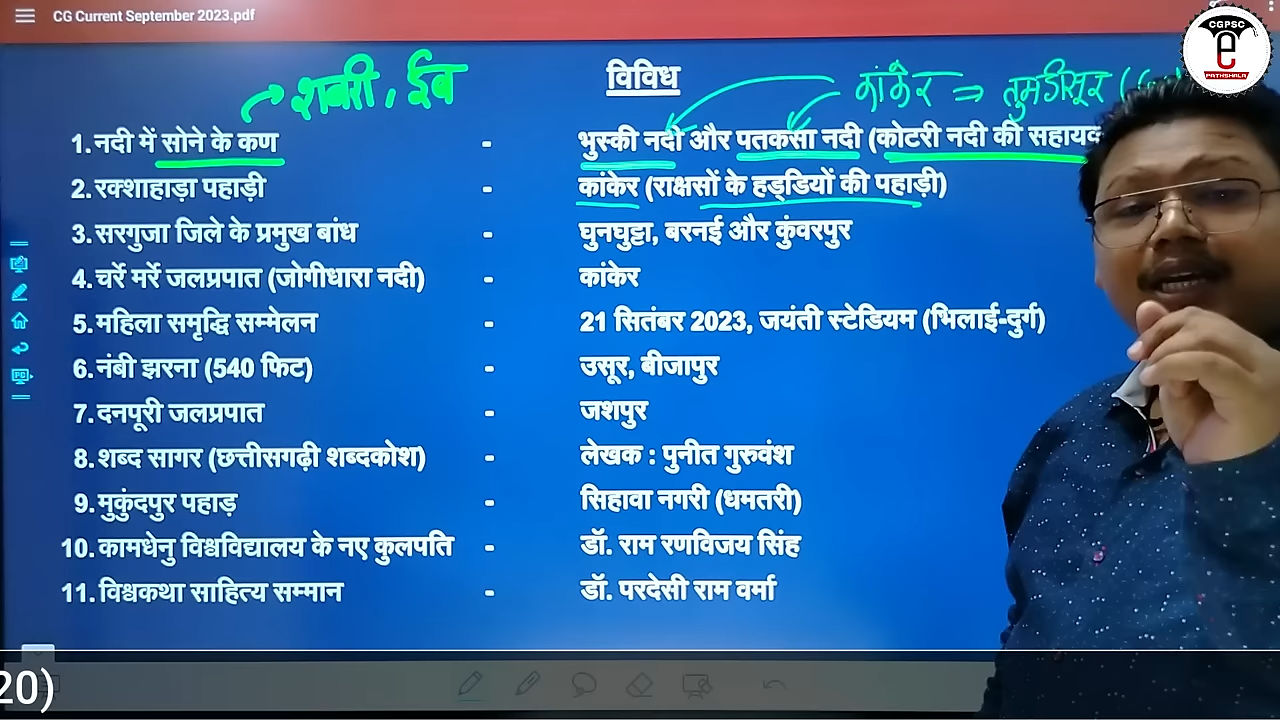 CG Current September 2023.pdf
CGPSC
e
PATHSHALA
शबरी, ईब
विविध
कांकेर ⇒
1. नदी में सोने के कण - भुस्की नदी और पतकसा नदी (कोटरी नदी की सहायक
2. रक्शाहाड़ा पहाड़ी - कांकेर (राक्षसों के हड्डियों की पहाड़ी)
3. सरगुजा जिले के प्रमुख बांध - घुनघुट्टा, बरनई और कुंवरपुर
4. चर्रे मर्रे जलप्रपात (जोगीधारा नदी) - कांकेर
5. महिला समृद्धि सम्मेलन - 21 सितंबर 2023, जयंती स्टेडियम (भिलाई-दुर्ग)
6. नंबी झरना (540 फिट) - उसूर, बीजापुर
7. दनपूरी जलप्रपात - जशपुर
8. शब्द सागर (छत्तीसगढ़ी शब्दकोश) - लेखक : पुनीत गुरुवंश
9. मुकुंदपुर पहाड़ - सिहावा नगरी (धमतरी)
10. कामधेनु विश्वविद्यालय के नए कुलपति - डॉ. राम रणविजय सिंह
11. विश्वकथा साहित्य सम्मान - डॉ. परदेसी राम वर्मा
20)